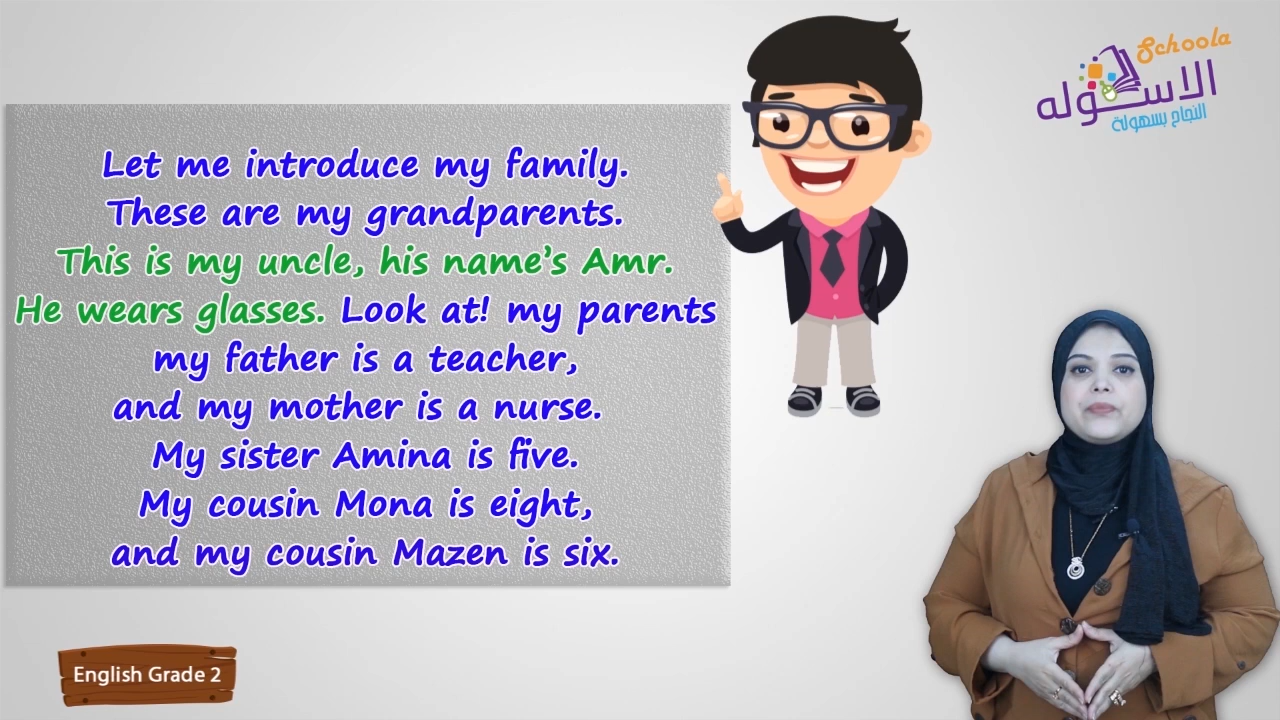 Let me introduce my family.
These are my grandparents.
This is my uncle, his name's Amr.
He wears glasses. Look at! my parents
my father is a teacher,
and my mother is a nurse.
My sister Amina is five.
My cousin Mona is eight,
and my cousin Mazen is six.
Schoola
الاسكوله
النجاح بسهولة
English Grade 2